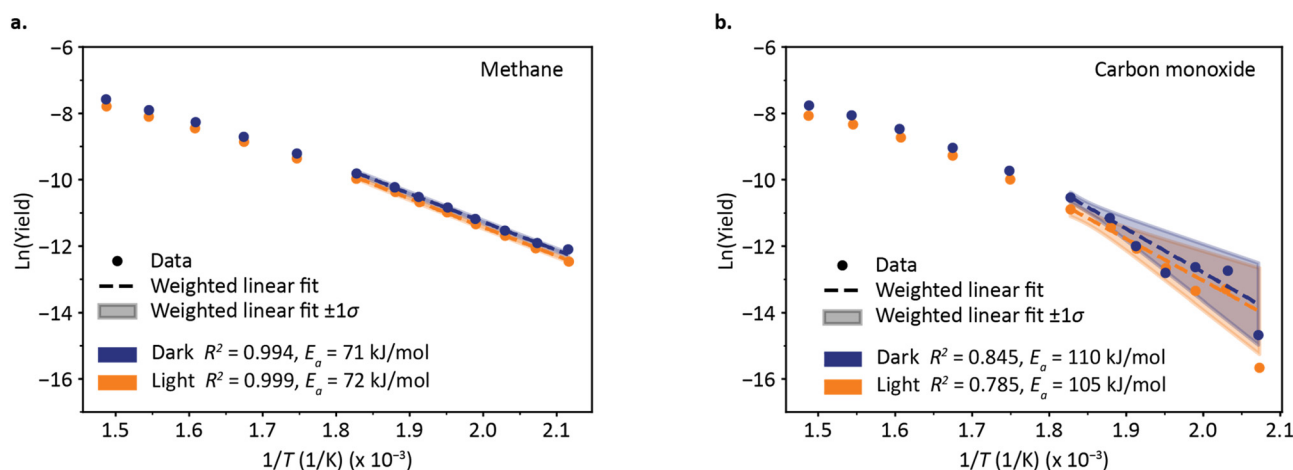 a.
Methane
Ln(Yield)
−6
−8
−10
−12
−14
−16
Data
Weighted linear fit
Weighted linear fit ±1σ
Dark R² = 0.994, Eₐ = 71 kJ/mol
Light R² = 0.999, Eₐ = 72 kJ/mol
1.5 1.6 1.7 1.8 1.9 2.0 2.1
1/T (1/K) (x 10⁻³)
b.
Carbon monoxide
Ln(Yield)
−6
−8
−10
−12
−14
−16
Data
Weighted linear fit
Weighted linear fit ±1σ
Dark R² = 0.845, Eₐ = 110 kJ/mol
Light R² = 0.785, Eₐ = 105 kJ/mol
1.5 1.6 1.7 1.8 1.9 2.0 2.1
1/T (1/K) (x 10⁻³)